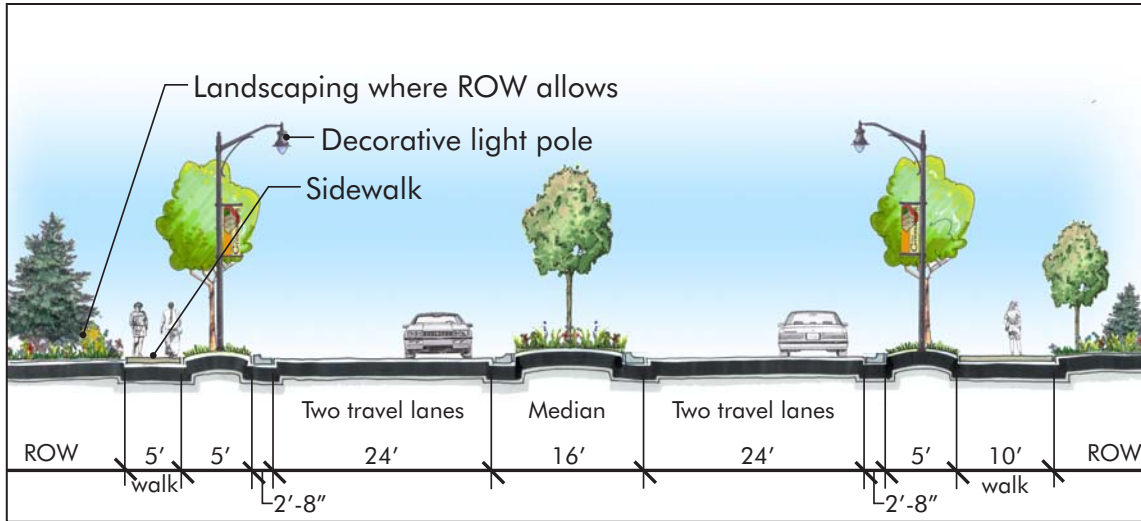 Landscaping where ROW allows
Decorative light pole
Sidewalk
Two travel lanes
Median
Two travel lanes
ROW
5’
5’
24’
16’
24’
5’
10’
ROW
walk
walk
2’-8”
2’-8”